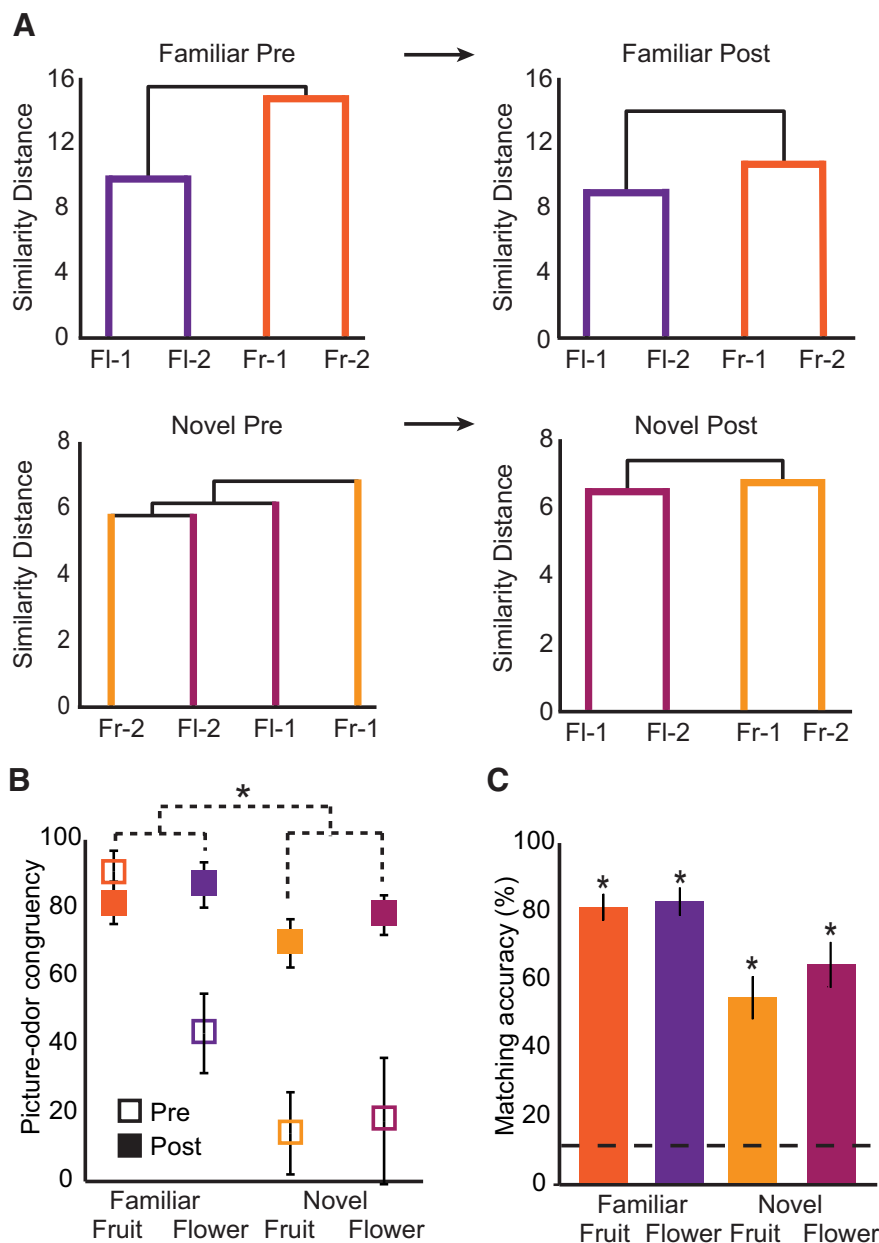 A
Familiar Pre
Familiar Post
Similarity Distance
16
12
8
4
0
Fl-1 Fl-2 Fr-1 Fr-2
Similarity Distance
16
12
8
4
0
Fl-1 Fl-2 Fr-1 Fr-2
Novel Pre
Novel Post
Similarity Distance
8
6
4
2
0
Fr-2 Fl-2 Fl-1 Fr-1
Similarity Distance
8
6
4
2
0
Fl-1 Fl-2 Fr-1 Fr-2
B
*
Picture-odor congruency
100
80
60
40
20
0
Pre
Post
Familiar Novel
Fruit Flower Fruit Flower
C
Matching accuracy (%)
100
80
60
40
20
0
* * * *
Familiar Novel
Fruit Flower Fruit Flower